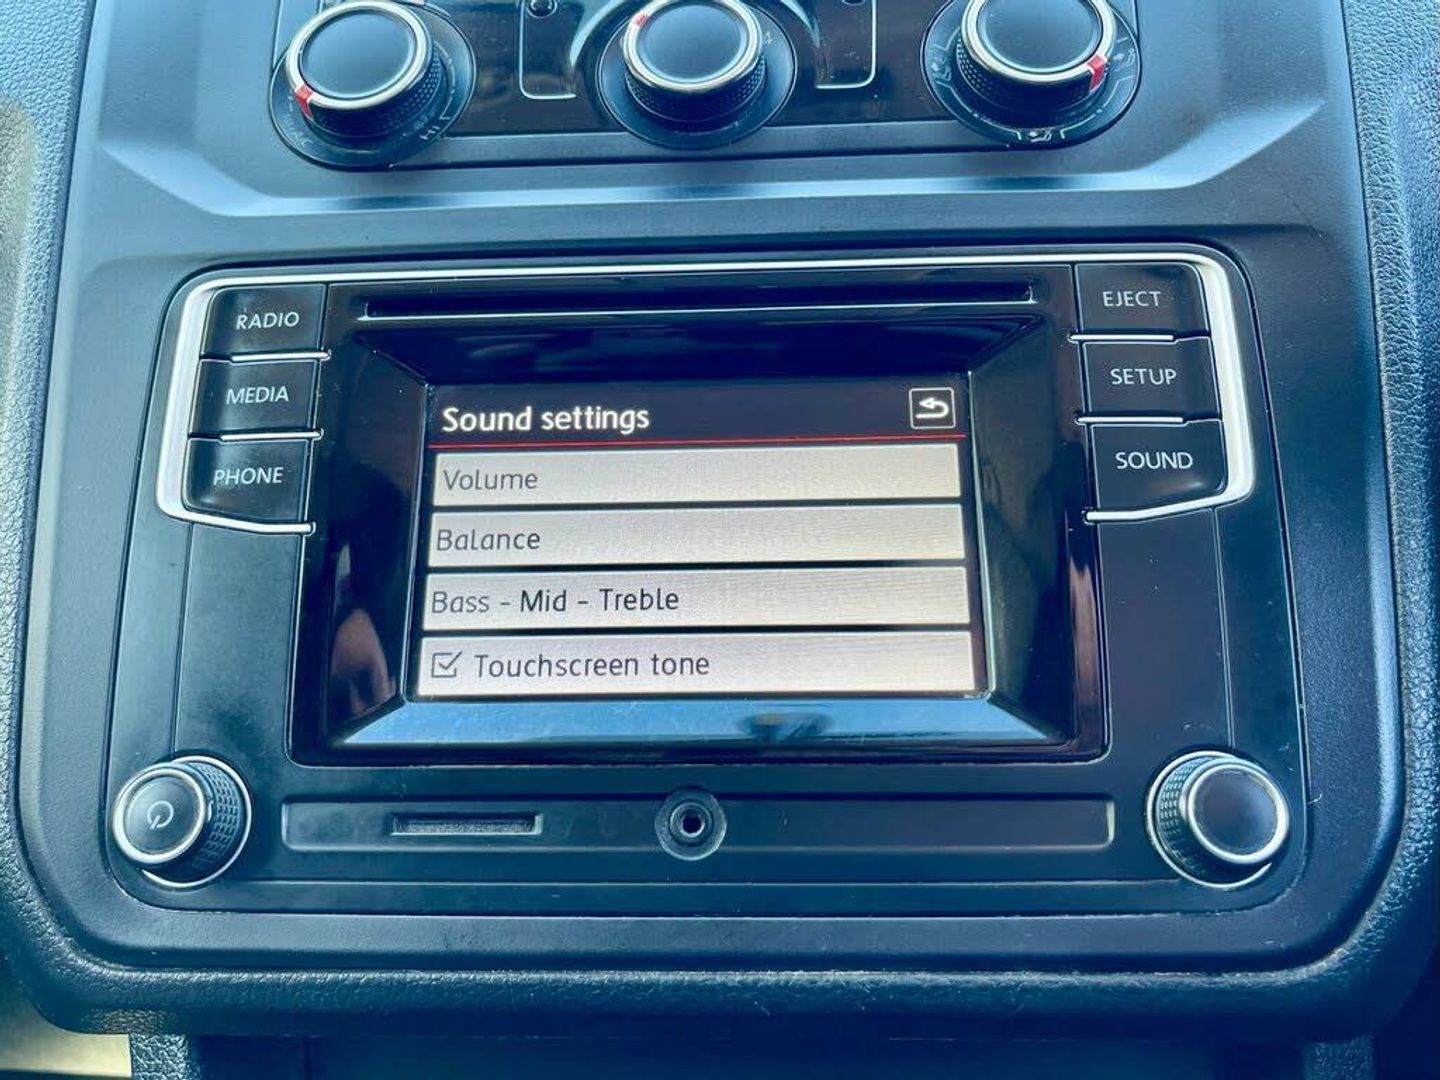 RADIO
MEDIA
PHONE
EJECT
SETUP
SOUND
Sound settings
Volume
Balance
Bass - Mid - Treble
Touchscreen tone